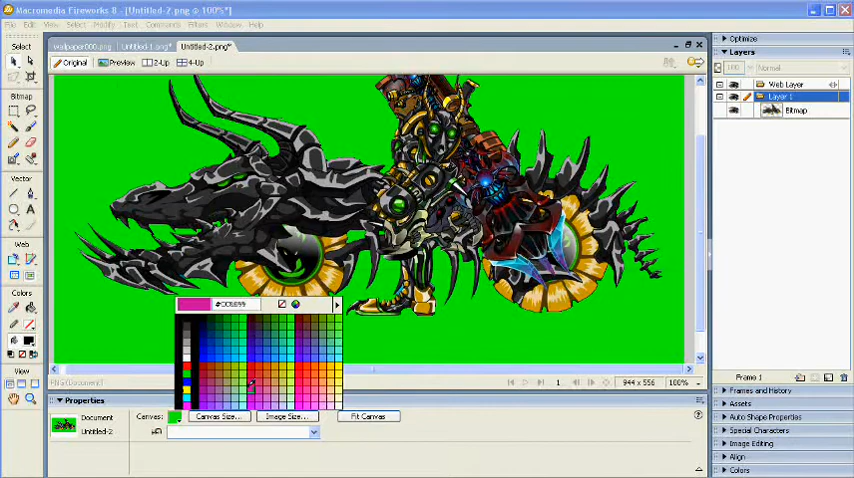 Macromedia Fireworks 8 - [Untitled-2.png @ 100%*]
File Edit View Select Modify Text Commands Filters Window Help
wallpaper000.png Untitled-1.png* Untitled-2.png*
Original Preview 2-Up 4-Up
Select
Bitmap
Vector
Web
Colors
View
Optimize
Layers
100 Normal
Web Layer
Layer 1
Bitmap
Frame 1
Frames and History
Assets
Auto Shape Properties
Special Characters
Image Editing
Align
Colors
PNG (Document) 1 944 x 556 100%
Properties
Document
Untitled-2
Canvas: Canvas Size... Image Size... Fit Canvas